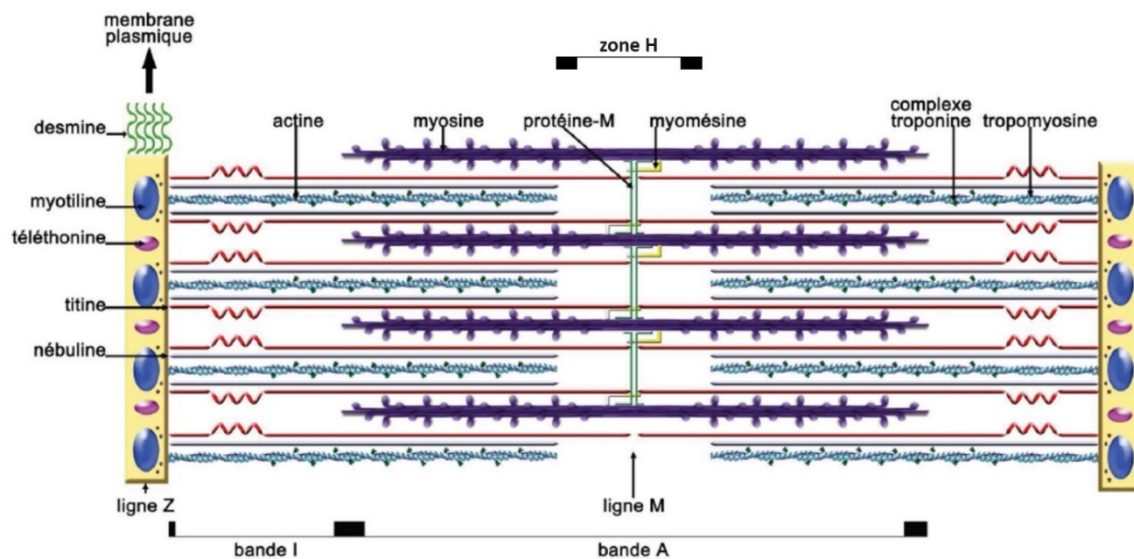 membrane
plasmique
zone H
desmine
actine
myosine
protéine-M
myomésine
complexe
troponine
tropomyosine
myotiline
téléthonine
titine
nébuline
ligne Z
ligne M
bande I
bande A